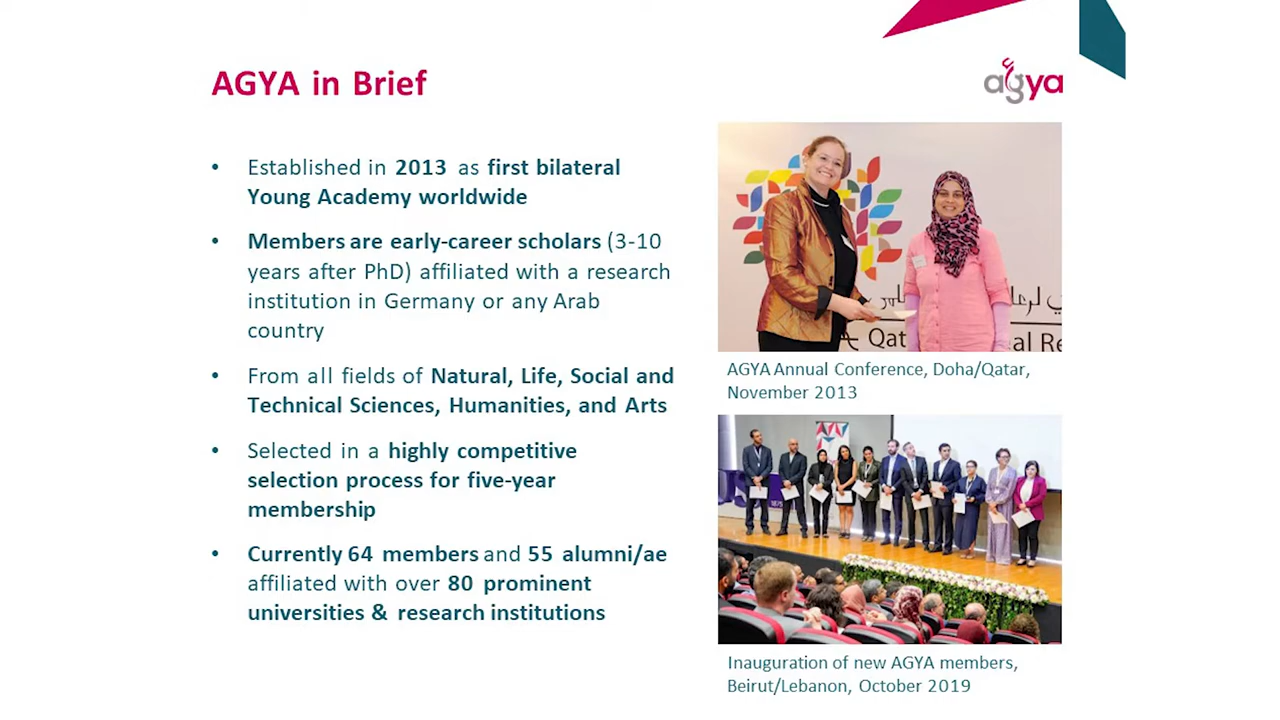 AGYA in Brief
agya
• Established in 2013 as first bilateral
Young Academy worldwide
• Members are early-career scholars (3-10
years after PhD) affiliated with a research
institution in Germany or any Arab
country
• From all fields of Natural, Life, Social and
Technical Sciences, Humanities, and Arts
• Selected in a highly competitive
selection process for five-year
membership
• Currently 64 members and 55 alumni/ae
affiliated with over 80 prominent
universities & research institutions
Qat
al Re
AGYA Annual Conference, Doha/Qatar,
November 2013
Inauguration of new AGYA members,
Beirut/Lebanon, October 2019